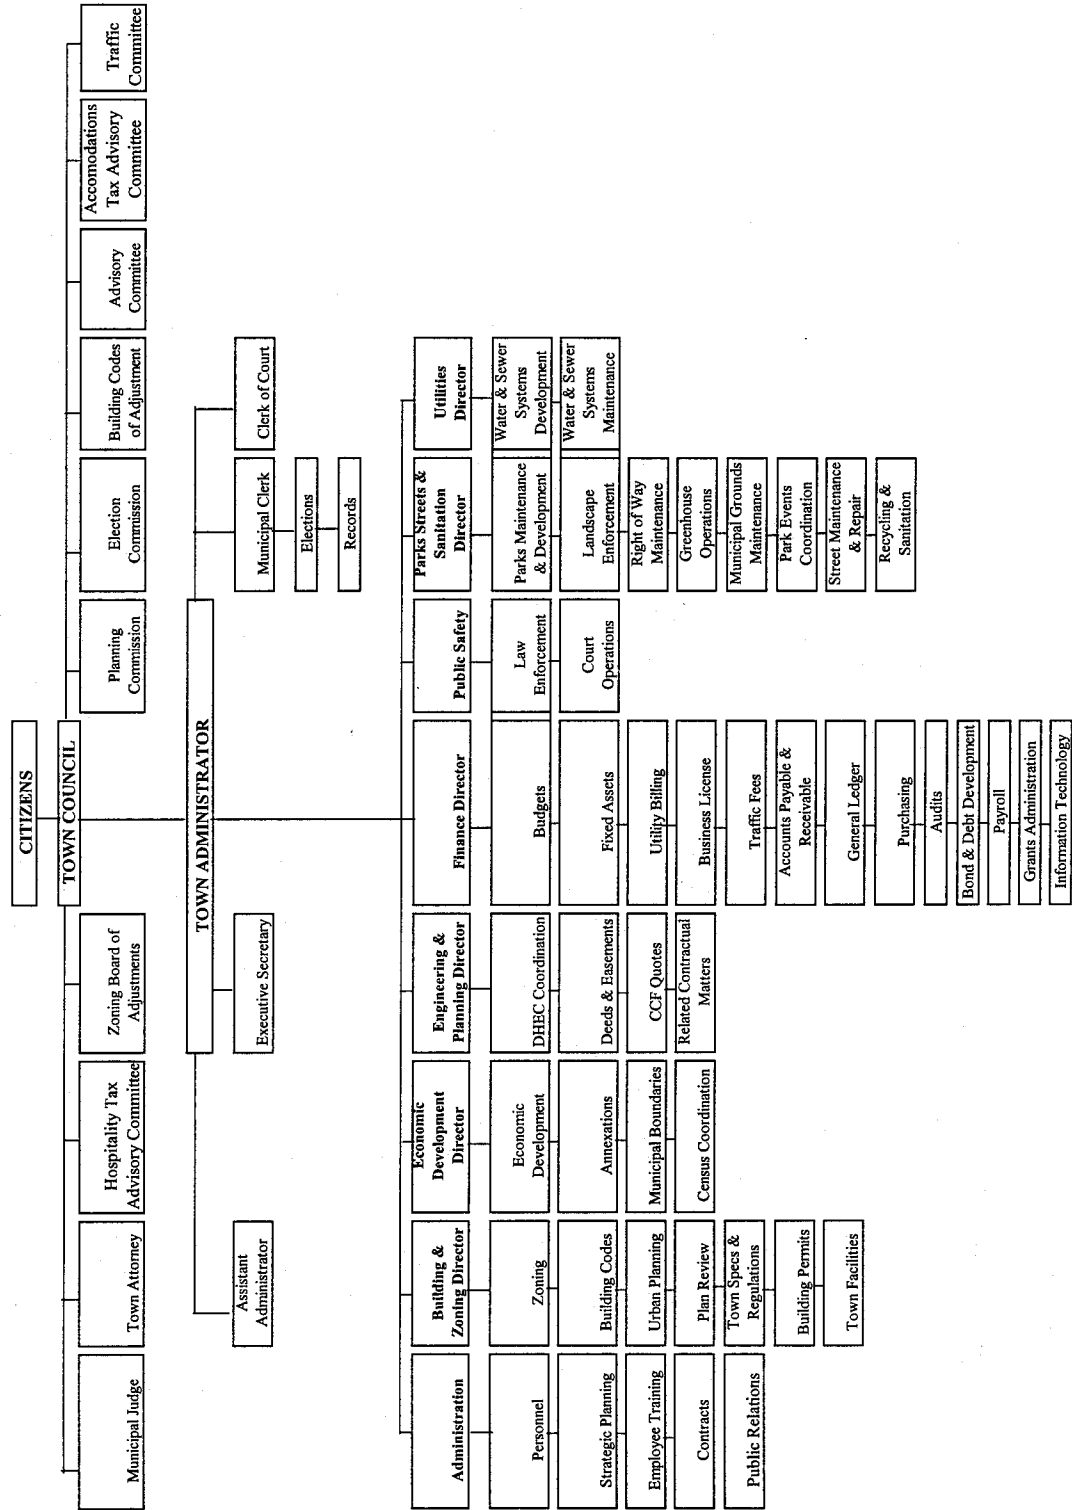 CITIZENS
TOWN COUNCIL
Municipal Judge
Town Attorney
Hospitality Tax
Advisory Committee
Zoning Board of
Adjustments
Planning
Commission
Election
Commission
Building Codes
of Adjustment
Advisory
Committee
Accomodations
Tax Advisory
Committee
Traffic
Committee
TOWN ADMINISTRATOR
Assistant
Administrator
Executive Secretary
Municipal Clerk
Elections
Records
Clerk of Court
Administration
Personnel
Strategic Planning
Employee Training
Contracts
Public Relations
Building &
Zoning Director
Zoning
Building Codes
Urban Planning
Plan Review
Town Specs &
Regulations
Building Permits
Town Facilities
Economic
Development
Director
Economic
Development
Annexations
Municipal Boundaries
Census Coordination
Engineering &
Planning Director
DHEC Coordination
Deeds & Easements
CCF Quotes
Related Contractual
Matters
Finance Director
Budgets
Fixed Assets
Utility Billing
Business License
Traffic Fees
Accounts Payable &
Receivable
General Ledger
Purchasing
Audits
Bond & Debt Development
Payroll
Grants Administration
Information Technology
Public Safety
Law
Enforcement
Court
Operations
Parks Streets &
Sanitation
Director
Parks Maintenance
& Development
Landscape
Enforcement
Right of Way
Maintenance
Greenhouse
Operations
Municipal Grounds
Maintenance
Park Events
Coordination
Street Maintenance
& Repair
Recycling &
Sanitation
Utilities
Director
Water & Sewer
Systems
Development
Water & Sewer
Systems
Maintenance